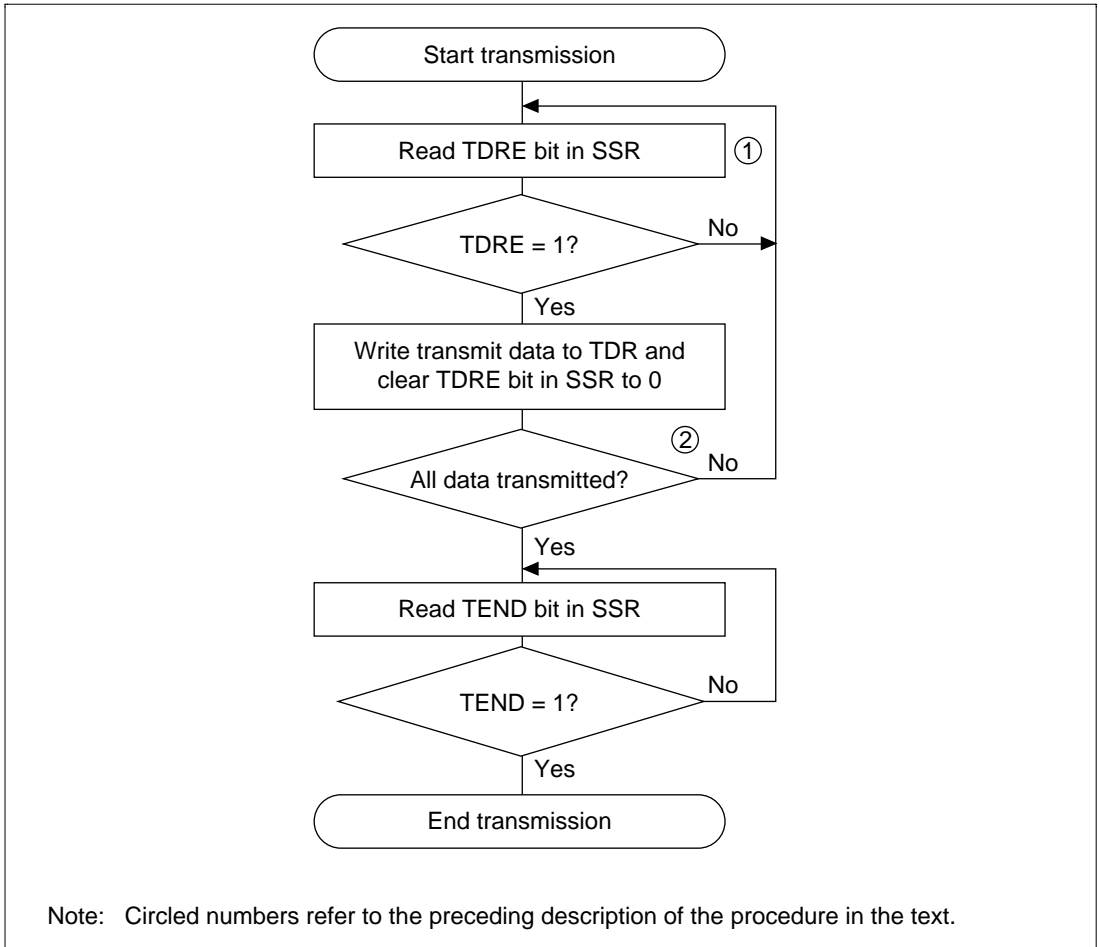 Start transmission
Read TDRE bit in SSR
①
TDRE = 1?
No
Yes
Write transmit data to TDR and
clear TDRE bit in SSR to 0
②
All data transmitted?
No
Yes
Read TEND bit in SSR
TEND = 1?
No
Yes
End transmission
Note: Circled numbers refer to the preceding description of the procedure in the text.